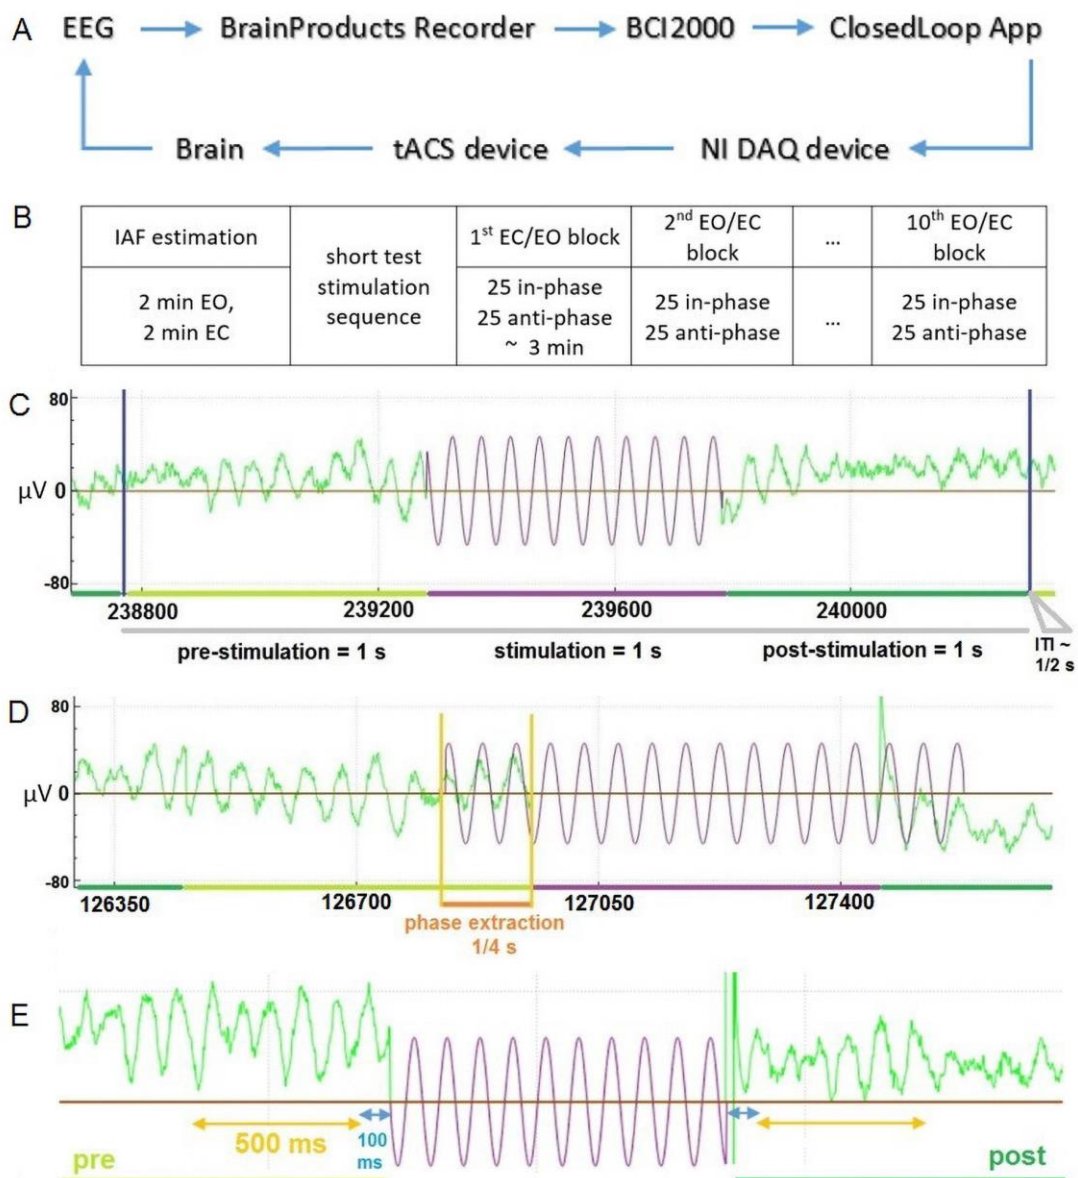 A
EEG → BrainProducts Recorder → BCI2000 → ClosedLoop App
Brain ← tACS device ← NI DAQ device
B
IAF estimation
short test stimulation sequence
1st EC/EO block
2nd EO/EC block
...
10th EO/EC block
2 min EO,
2 min EC
25 in-phase
25 anti-phase
~ 3 min
25 in-phase
25 anti-phase
...
25 in-phase
25 anti-phase
C
80
μV 0
-80
238800 239200 239600 240000
pre-stimulation = 1 s stimulation = 1 s post-stimulation = 1 s
ITI ~
1/2 s
D
80
μV 0
-80
126350 126700 127050 127400
phase extraction
1/4 s
E
500 ms
100
ms
pre
post